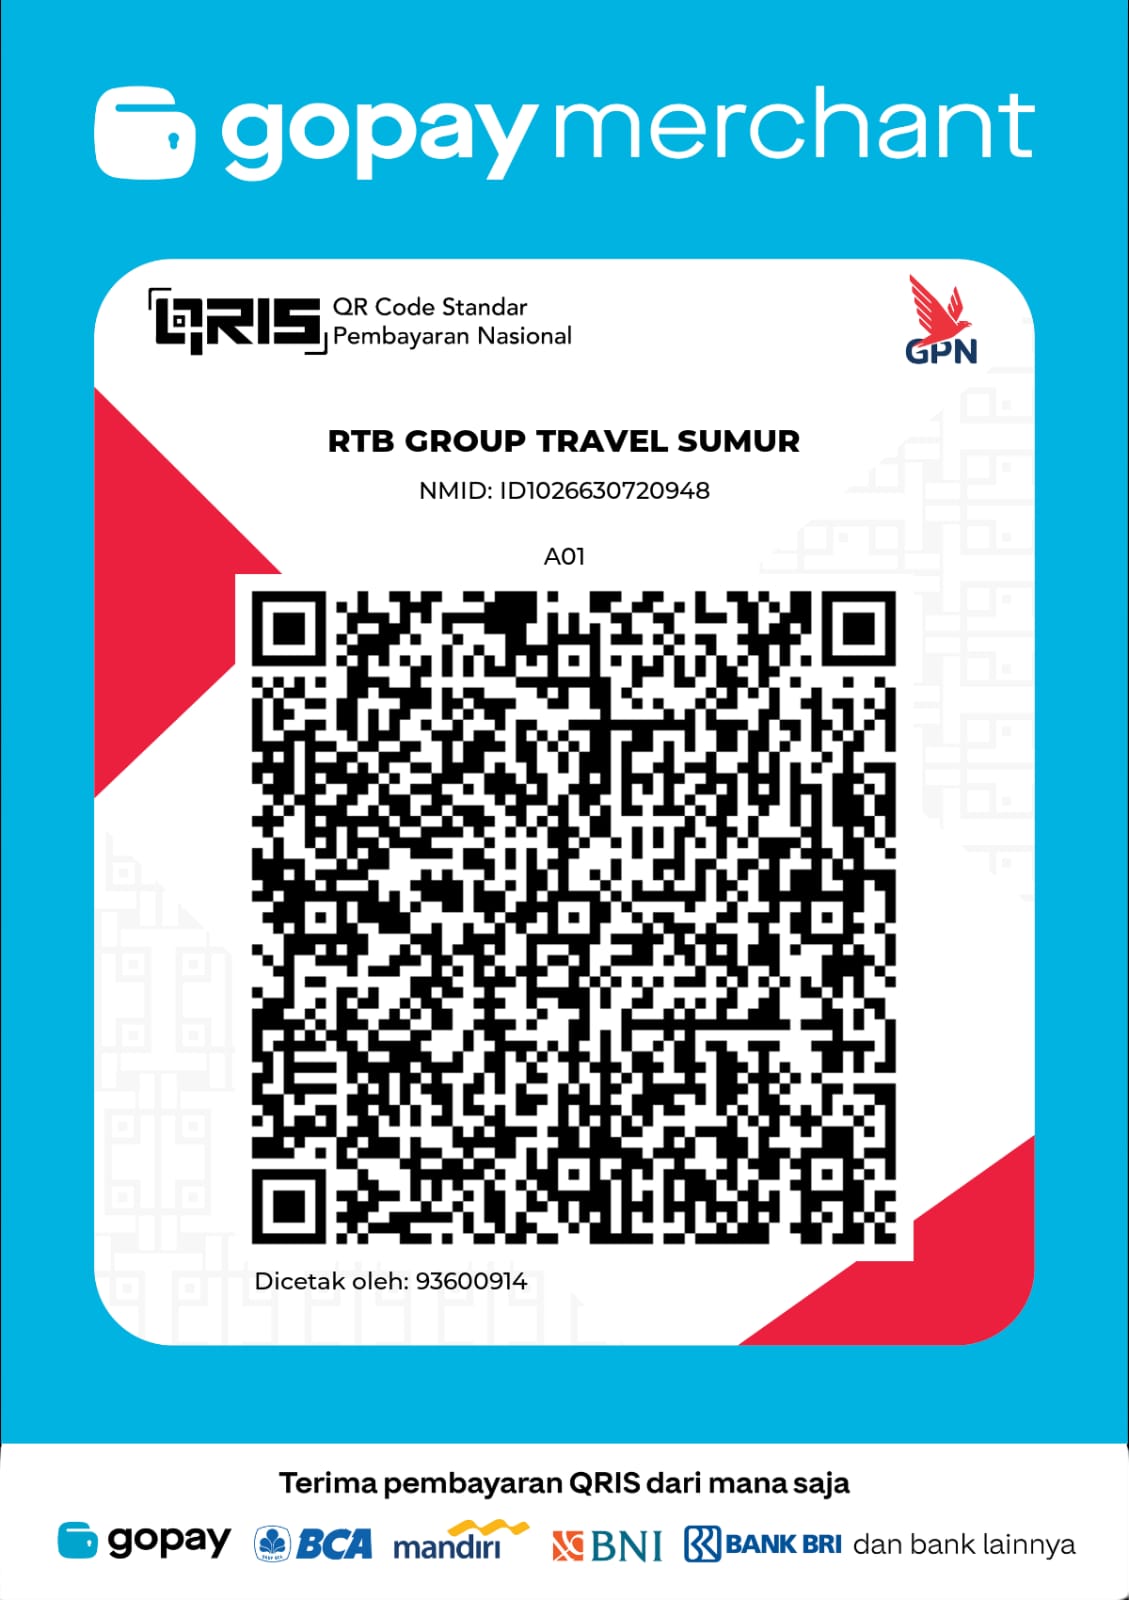 gopay merchant
QRIS QR Code Standar
Pembayaran Nasional
GPN
RTB GROUP TRAVEL SUMUR
NMID: ID1026630720948
A01
Dicetak oleh: 93600914
Terima pembayaran QRIS dari mana saja
gopay BCA mandiri BNI BANK BRI dan bank lainnya